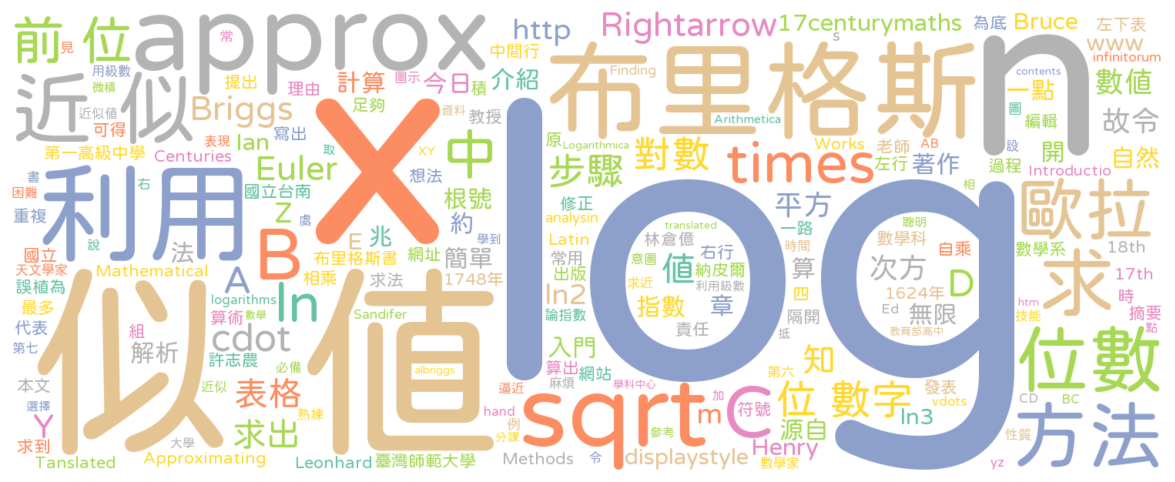 前 位
approx
http
Rightarrow
17centurymaths
為底
Bruce
左下表
見
常
s
中間行
www
infinitorum
用級數
提出
理由
計算
圖示
今日
積
介紹
布里格斯
Finding
n
contents
一點
數值
微積
近似
近似值
可得
Briggs
足夠
資料
教授
Arithmetica
圖
編輯
故令
表現
Ian
寫出
x
log
原
Logarithmica
對數
Works
老師
AB
設
開
自然
第一高級中學
Centuries
Euler
取
XY
中
步驟
times
左行
著作
過程
Introductio
書
困難
右
利用
國立台南
想法
根號
修正
analysin
translated
平方
聰明
相
歐拉
重複
Z
處
約
一路
林倉億
數學科
自乘
數學系
18th
說
法
B
E
兆
學到
Latin
常用
意圖
右行
時間
算
次方
國立
布里格斯書
網址
簡單
出版
值
納皮爾
求
天文學家
Mathematical
A
相乘
求法
1748年
求近
利用級數
四
D
17th
誤植為
logarithms
ln
似值
ln2
指數
章
隔開
1624年
htm
時
摘要
最多
算術
數學
Sandifer
論指數
責任
抵
Ed
無限
技能
點
代表
組
cdot
教育部高中
第七
解析
許志農
入門
知
位數
本文
近似
必備
albriggs
算出
網站
第六
發表
CD
BC
選擇
表格
逼近
麻煩
學科中心
加
C
位
數字
vdots
Y
hand
sqrt
m
符號
ln3
方法
求到
大學
求出
熟練
例
分課
參考
源自
性質
Henry
Tanslated
Approximating
Leonhard
臺灣師範大學
Methods
令
displaystyle
數學家
yz